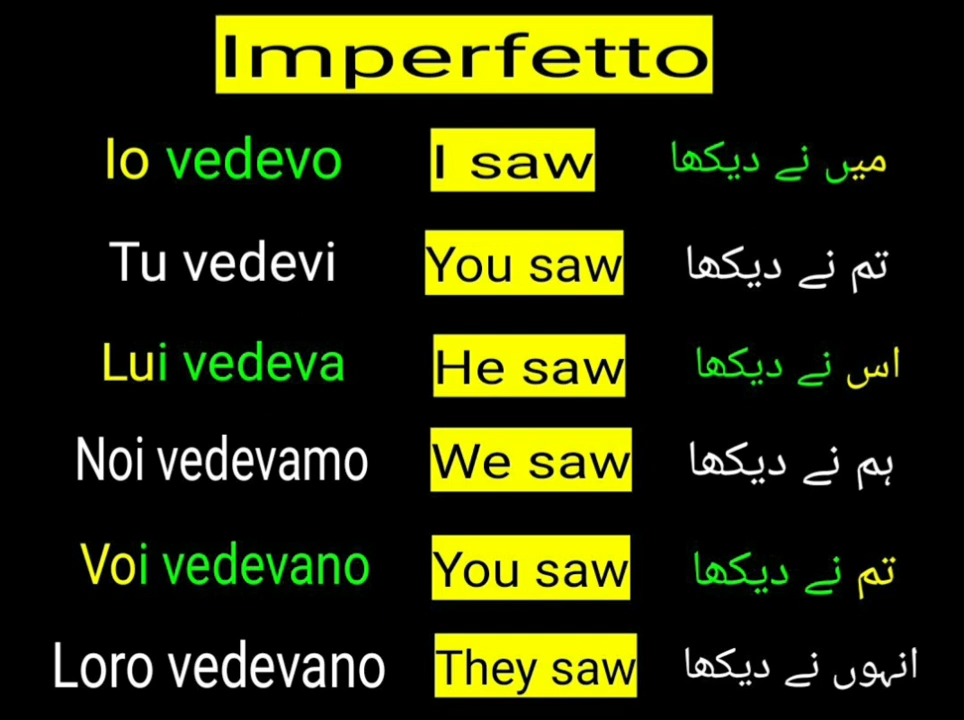 Imperfetto
Io vedevo I saw میں نے دیکھا
Tu vedevi You saw تم نے دیکھا
Lui vedeva He saw اس نے دیکھا
Noi vedevamo We saw ہم نے دیکھا
Voi vedevano You saw تم نے دیکھا
Loro vedevano They saw انہوں نے دیکھا